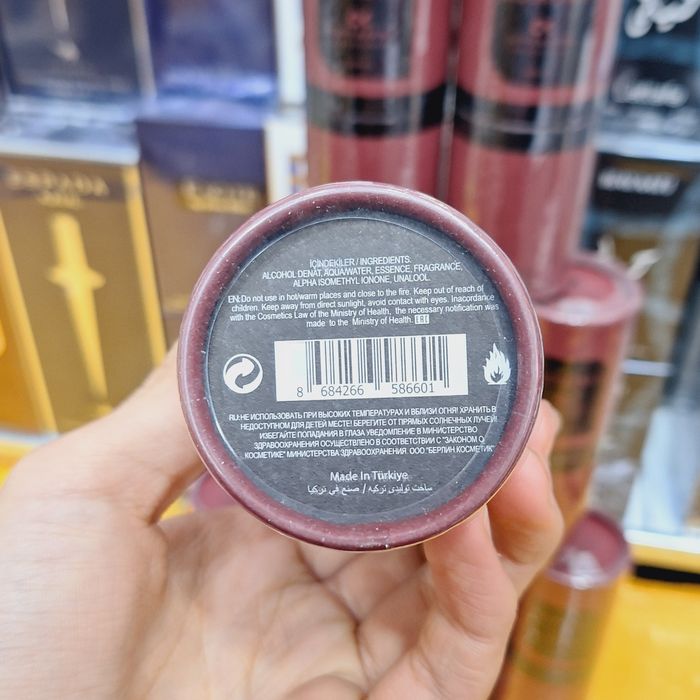 İÇİNDEKİLER / INGREDIENTS:
ALCOHOL DENAT, AQUA/WATER, ESSENCE, FRAGRANCE,
ALPHA ISOMETHYL IONONE, LINALOOL.
EN: Do not use in hot/warm places and close to the fire. Keep out of reach of
children. Keep away from direct sunlight, avoid contact with eyes. Inacordance
with the Cosmetics Law of the Ministry of Health, the necessary notification was
made to the Ministry of Health. EAC
8 684266 586601
RU: НЕ ИСПОЛЬЗОВАТЬ ПРИ ВЫСОКИХ ТЕМПЕРАТУРАХ И ВБЛИЗИ ОГНЯ! ХРАНИТЬ В
НЕДОСТУПНОМ ДЛЯ ДЕТЕЙ МЕСТЕ! БЕРЕГИТЕ ОТ ПРЯМЫХ СОЛНЕЧНЫХ ЛУЧЕЙ!
ИЗБЕГАЙТЕ ПОПАДАНИЯ В ГЛАЗА УВЕДОМЛЕНИЕ В МИНИСТЕРСТВО
ЗДРАВООХРАНЕНИЯ ОСУЩЕСТВЛЕНО В СООТВЕТСТВИИ С "ЗАКОНОМ О
КОСМЕТИКЕ" МИНИСТЕРСТВА ЗДРАВООХРАНЕНИЯ. ООО "БЕРЛИН КОСМЕТИК"
Made In Türkiye
ساخت تولیدی ترکیه / صنع في تركيا